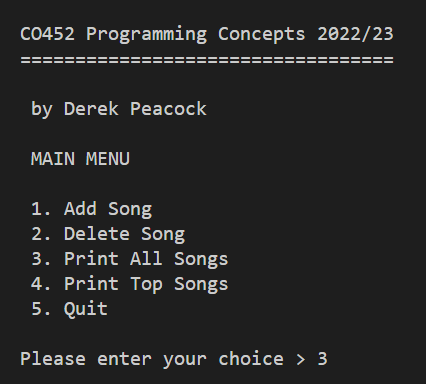 CO452 Programming Concepts 2022/23
==================================
by Derek Peacock
MAIN MENU
1. Add Song
2. Delete Song
3. Print All Songs
4. Print Top Songs
5. Quit
Please enter your choice > 3